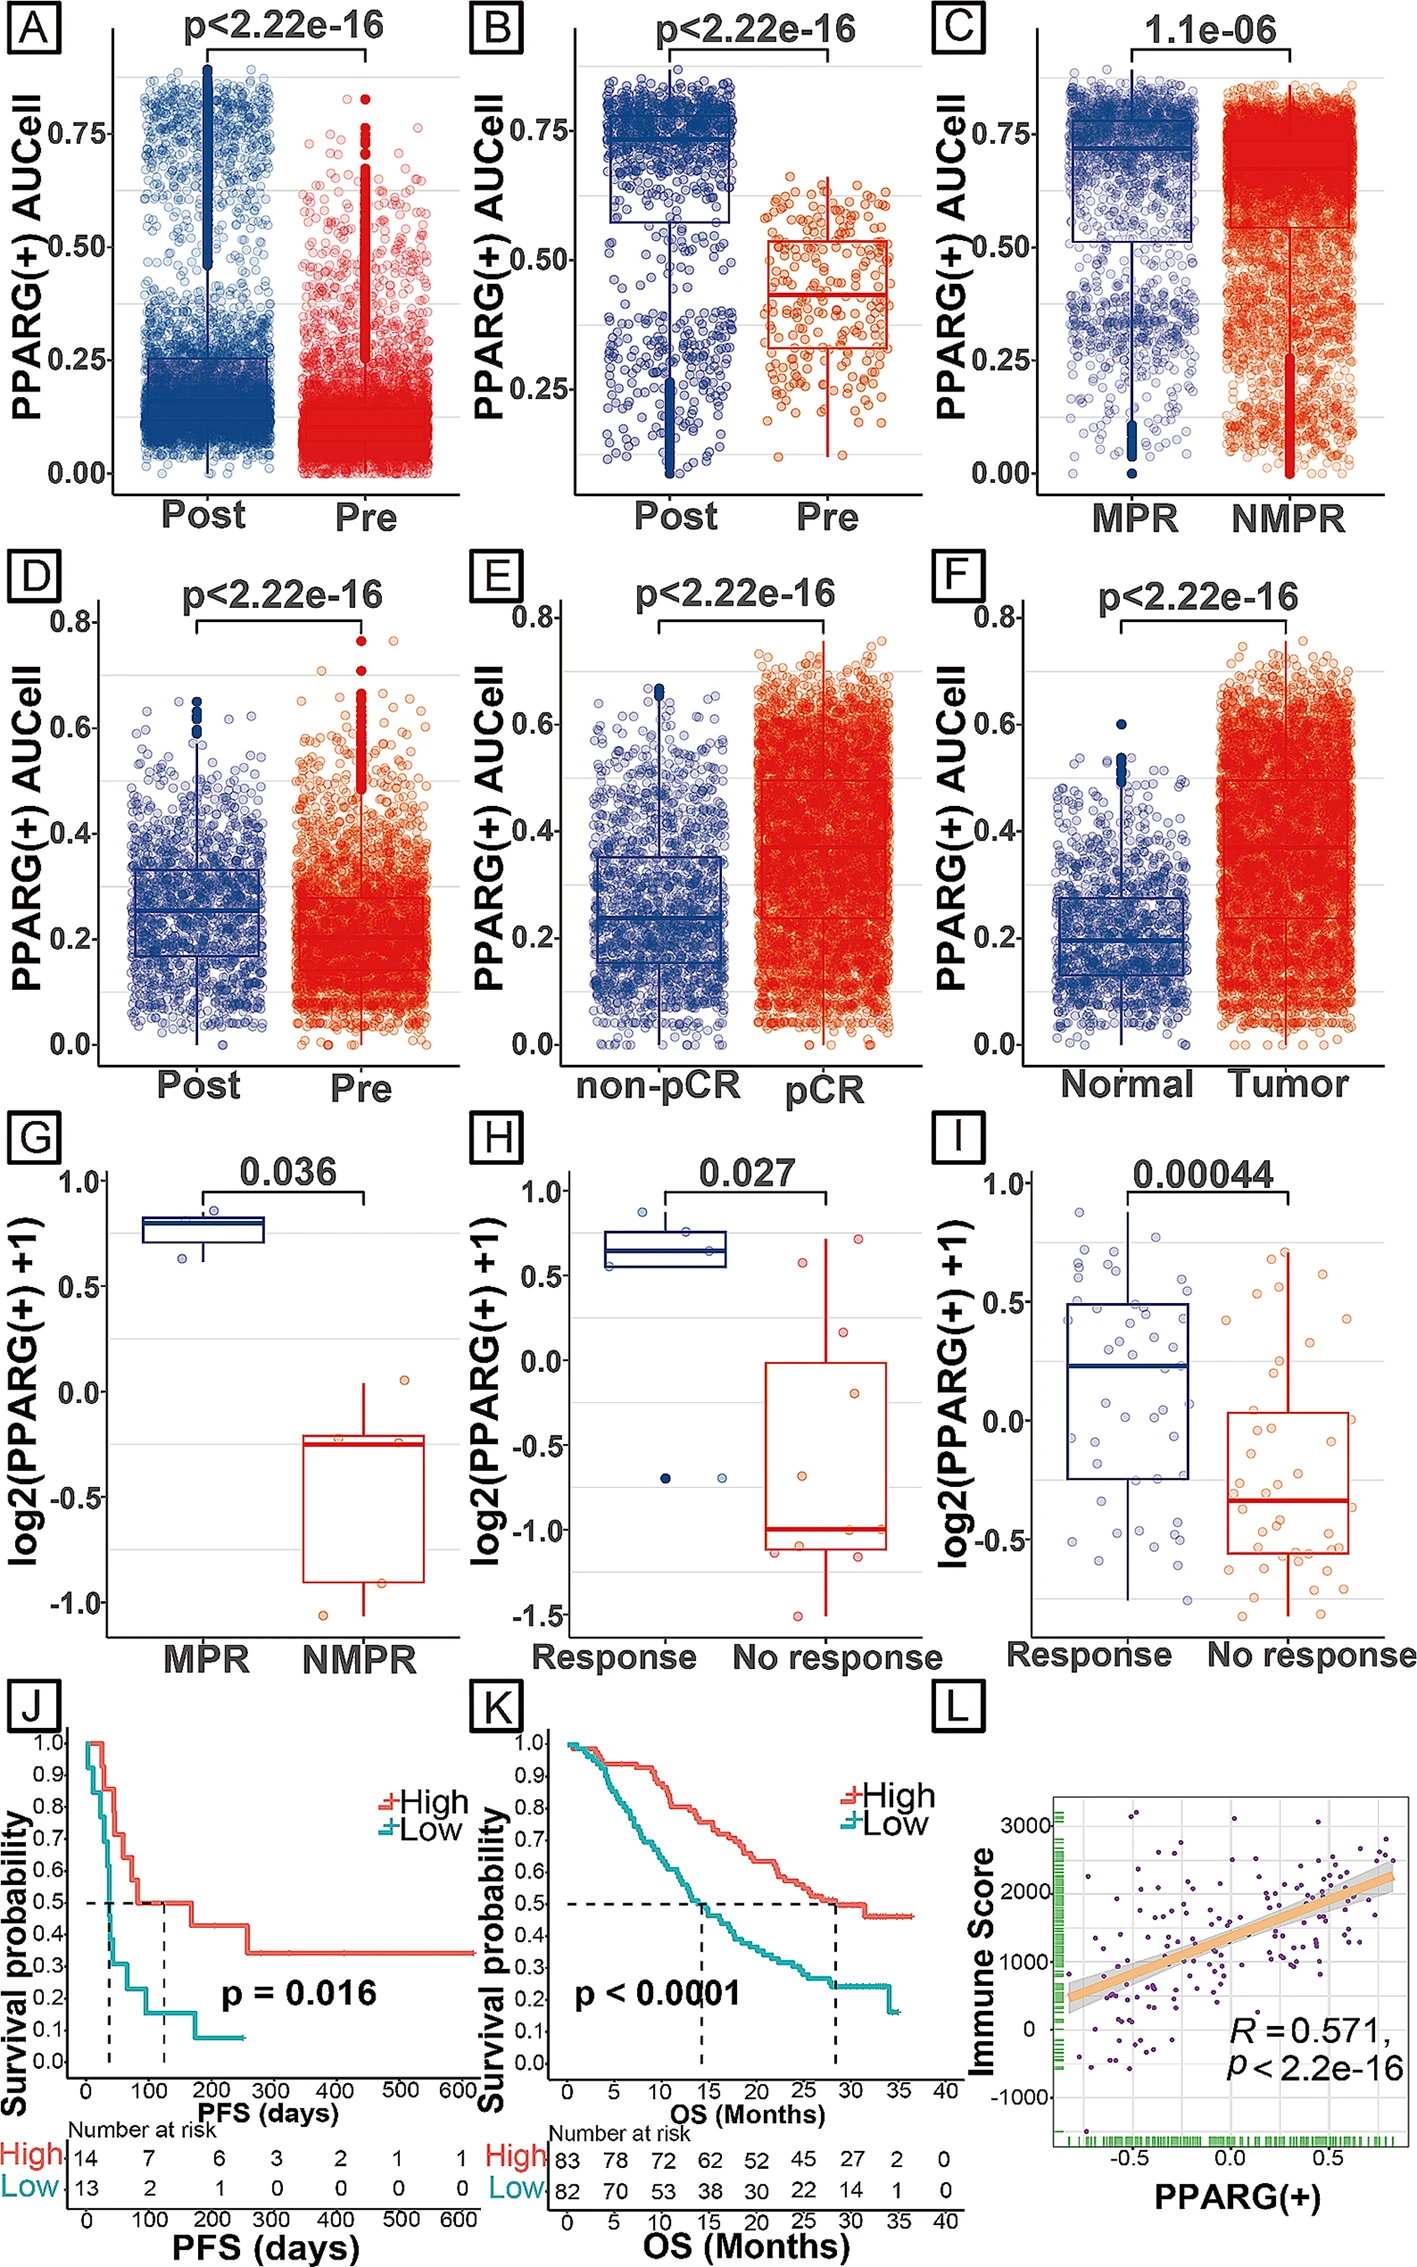 A
p<2.22e-16
PPARG(+) AUCell
0.75
0.50
0.25
0.00
Post
Pre
B
p<2.22e-16
PPARG(+) AUCell
0.75
0.50
0.25
Post
Pre
C
1.1e-06
PPARG(+) AUCell
0.75
0.50
0.25
0.00
MPR
NMPR
D
p<2.22e-16
PPARG(+) AUCell
0.8
0.6
0.4
0.2
0.0
Post
Pre
E
p<2.22e-16
PPARG(+) AUCell
0.8
0.6
0.4
0.2
0.0
non-pCR
pCR
F
p<2.22e-16
PPARG(+) AUCell
0.8
0.6
0.4
0.2
0.0
Normal
Tumor
G
0.036
log2(PPARG(+) +1)
1.0
0.5
0.0
-0.5
-1.0
MPR
NMPR
H
0.027
log2(PPARG(+) +1)
1.0
0.5
0.0
-0.5
-1.0
-1.5
Response
No response
I
0.00044
log2(PPARG(+) +1)
1.0
0.5
0.0
-0.5
Response
No response
J
Survival probability
1.0
0.9
0.8
0.7
0.6
0.5
0.4
0.3
0.2
0.1
0.0
High
Low
p = 0.016
0 100 200 300 400 500 600
PFS (days)
Number at risk
High 14 7 6 3 2 1 1
Low 13 2 1 0 0 0 0
0 100 200 300 400 500 600
PFS (days)
K
Survival probability
1.0
0.9
0.8
0.7
0.6
0.5
0.4
0.3
0.2
0.1
0.0
High
Low
p < 0.0001
0 5 10 15 20 25 30 35 40
OS (Months)
Number at risk
High 83 78 72 62 52 45 27 2 0
Low 82 70 53 38 30 22 14 1 0
0 5 10 15 20 25 30 35 40
OS (Months)
L
Immune Score
3000
2000
1000
0
-1000
R = 0.571,
p < 2.2e-16
-0.5 0.0 0.5
PPARG(+)